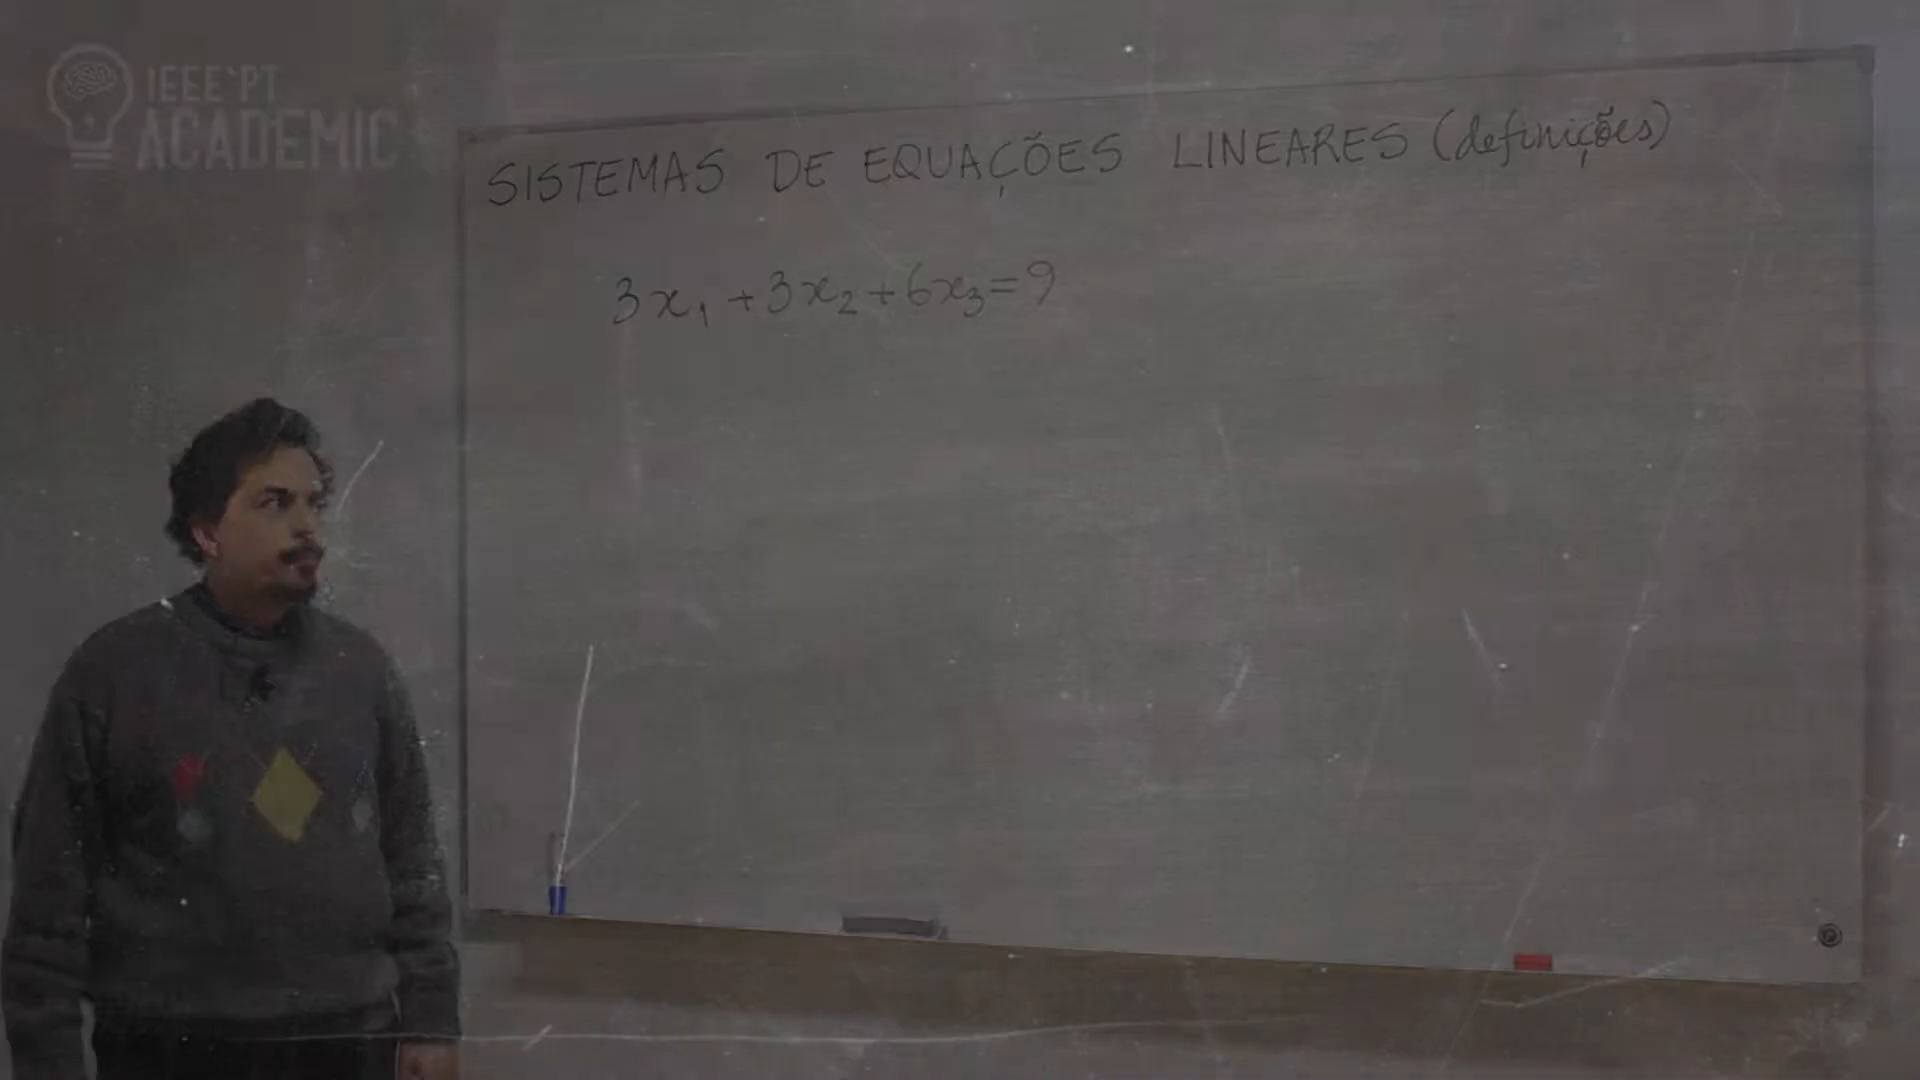 IEEE'PT
ACADEMIC
SISTEMAS DE EQUAÇÕES LINEARES (definições)
3x₁ + 3x₂ + 6x₃ = 9